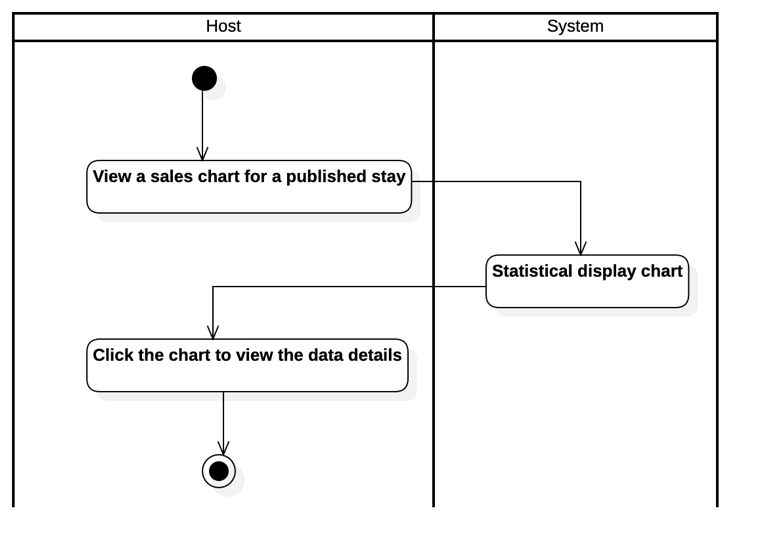 Host
System
View a sales chart for a published stay
Statistical display chart
Click the chart to view the data details